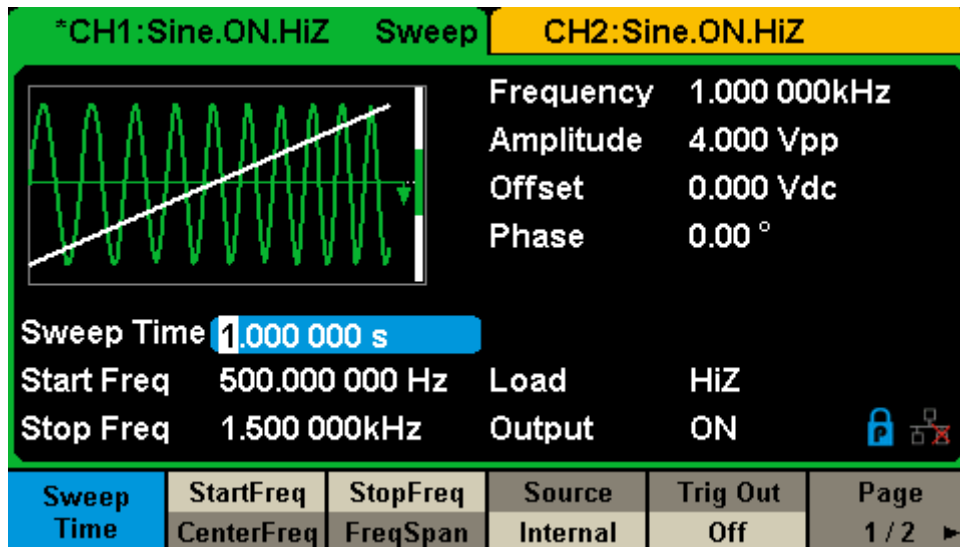 *CH1:Sine.ON.HiZ Sweep CH2:Sine.ON.HiZ
Frequency 1.000 000kHz
Amplitude 4.000 Vpp
Offset 0.000 Vdc
Phase 0.00 °
Sweep Time 1.000 000 s
Start Freq 500.000 000 Hz Load HiZ
Stop Freq 1.500 000kHz Output ON P
Sweep Time StartFreq StopFreq Source Trig Out Page
CenterFreq FreqSpan Internal Off 1/2